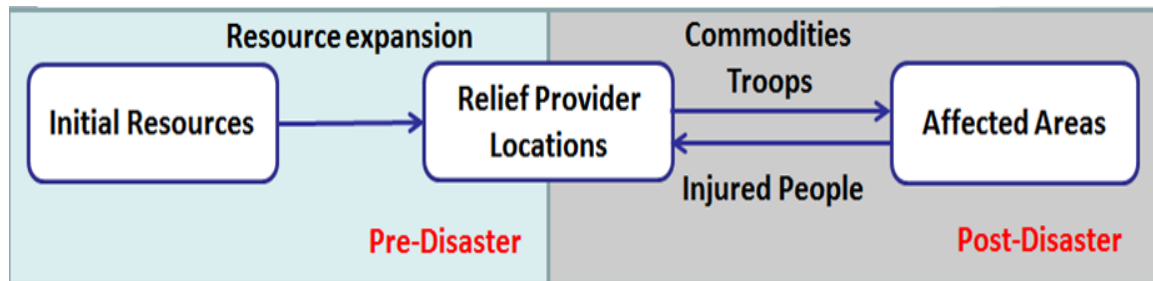 Resource expansion
Initial Resources
Relief Provider
Locations
Pre-Disaster
Commodities
Troops
Injured People
Affected Areas
Post-Disaster